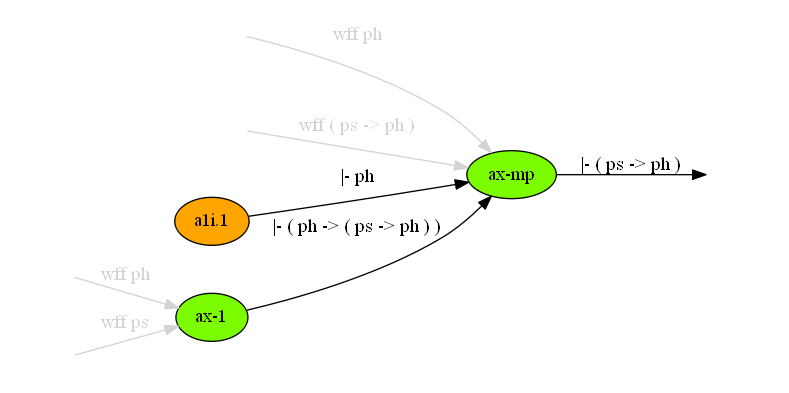 wff ph
wff ( ps -> ph )
|- ph
a1i.1
|- ( ph -> ( ps -> ph ) )
ax-mp
|- ( ps -> ph )
wff ph
wff ps
ax-1